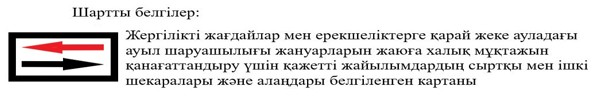 Шартты белгілер:
Жергілікті жағдайлар мен ерекшеліктерге қарай жеке ауладағы
ауыл шаруашылығы жануарларын жаюға халық мұқтажын
қанағаттандыру үшін қажетті жайылымдардың сыртқы мен ішкі
шекаралары және алаңдары белгіленген картаны